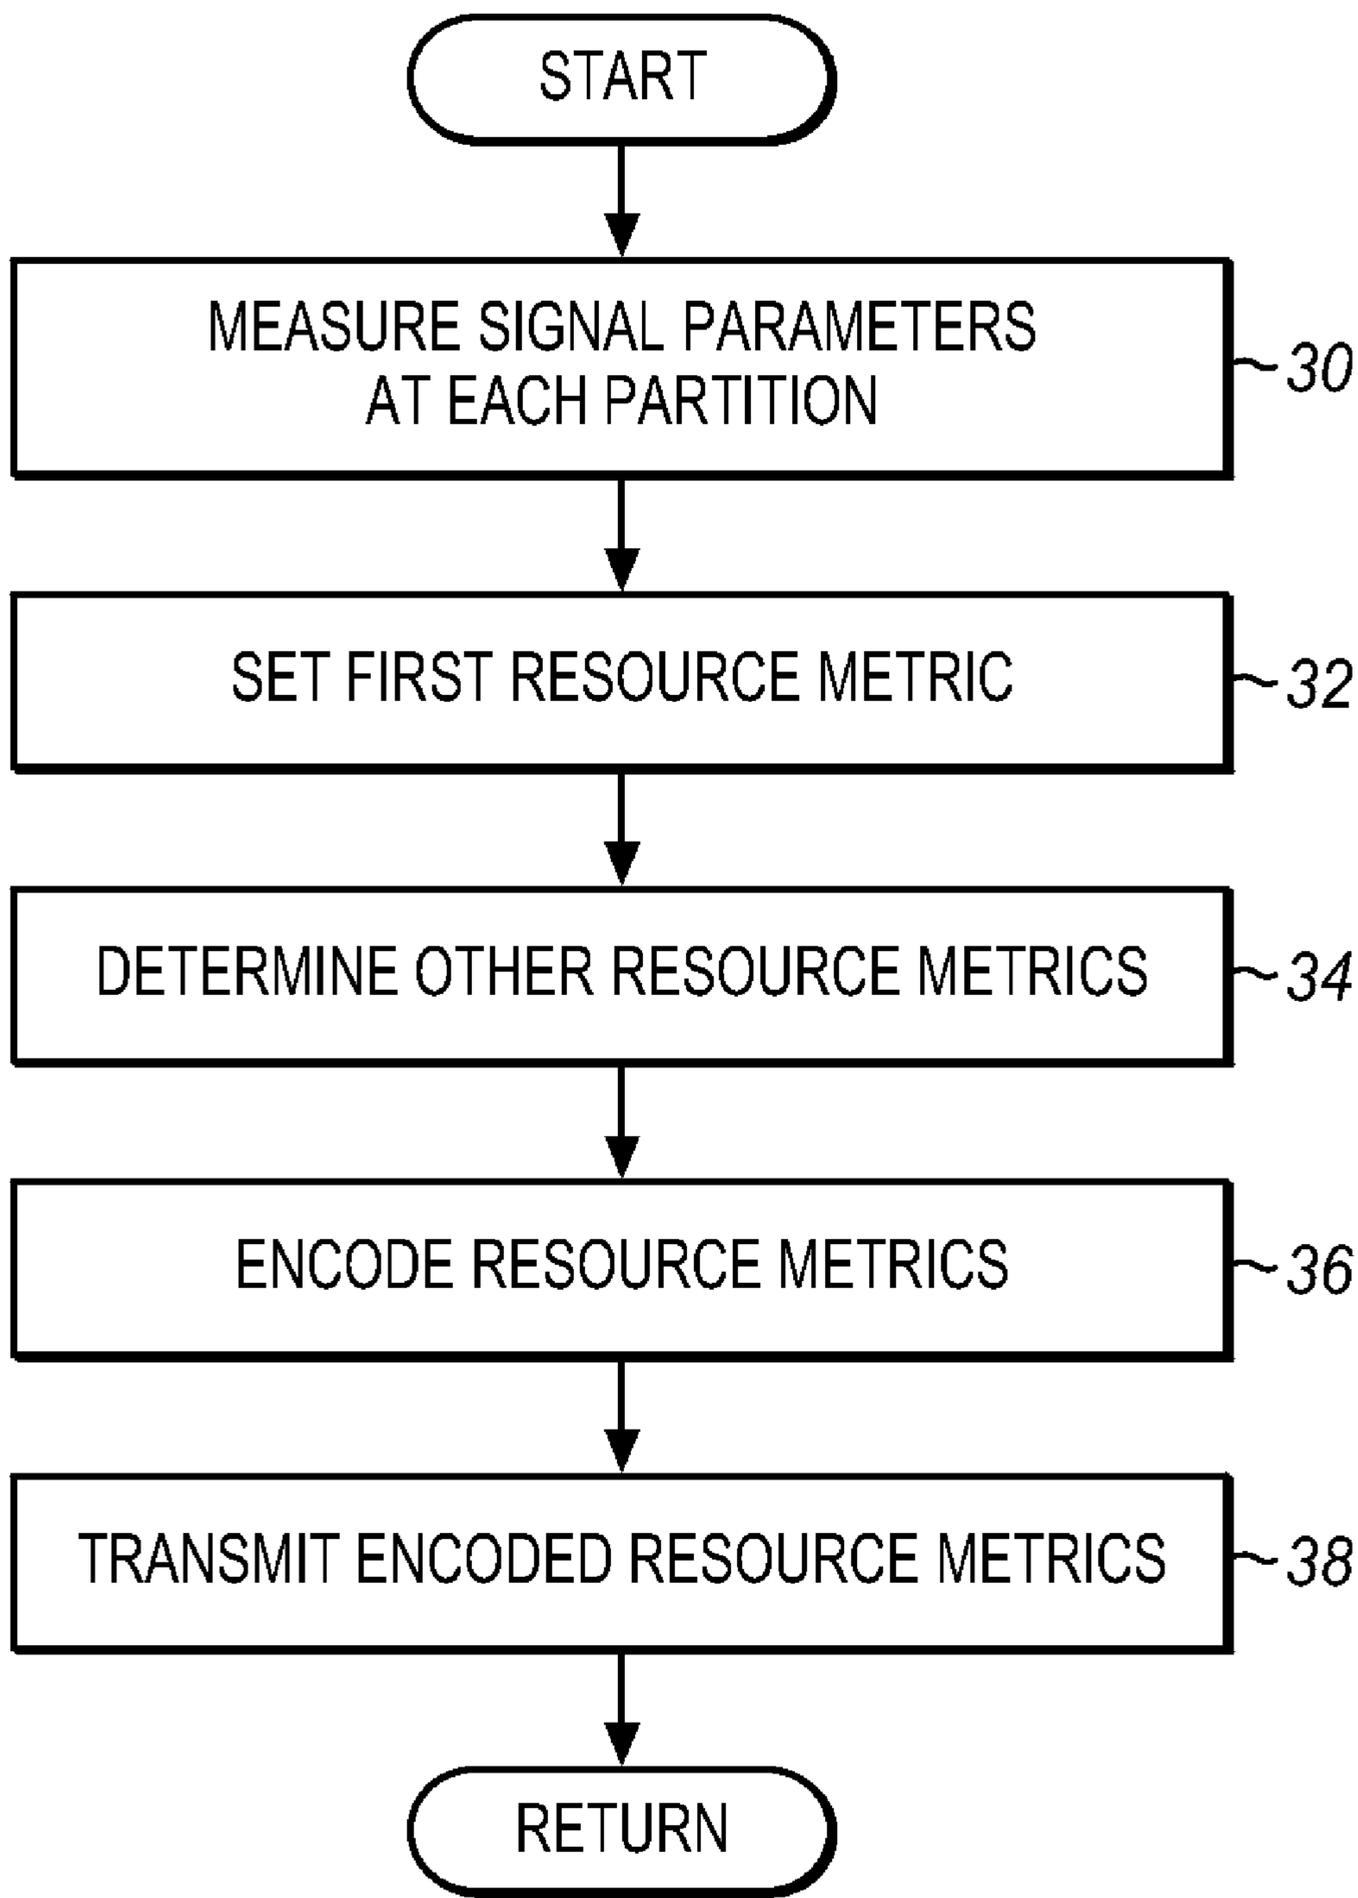 START
MEASURE SIGNAL PARAMETERS
AT EACH PARTITION
30
SET FIRST RESOURCE METRIC
32
DETERMINE OTHER RESOURCE METRICS
34
ENCODE RESOURCE METRICS
36
TRANSMIT ENCODED RESOURCE METRICS
38
RETURN